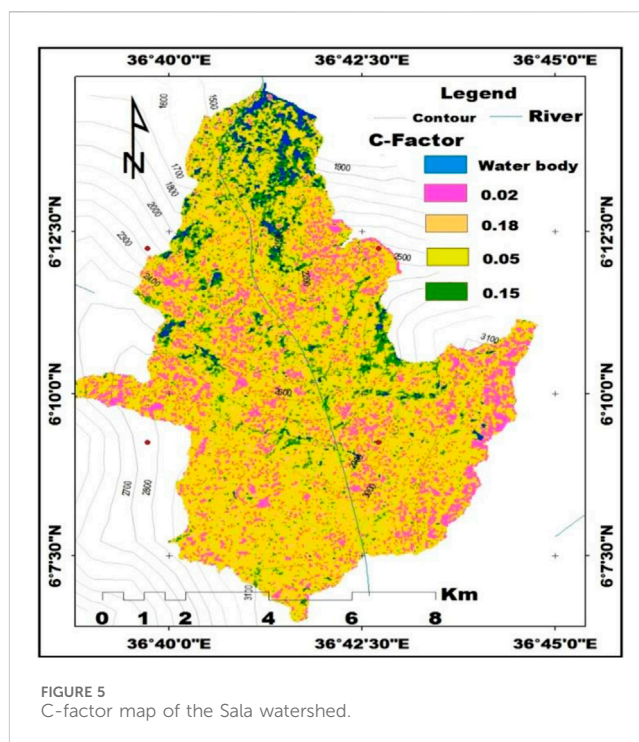 36°40'0"E 36°42'30"E 36°45'0"E
Legend
Contour River
C-Factor
Water body
0.02
0.18
0.05
0.15
6°12'30"N 6°12'30"N
6°10'0"N 6°10'0"N
6°7'30"N 6°7'30"N
N
1600
1500
1700
1800
1900
2000
2300
2400
2500
3100
2600
2700
2800
3000
3100
Km
0 1 2 4 6 8
36°40'0"E 36°42'30"E 36°45'0"E
FIGURE 5
C-factor map of the Sala watershed.